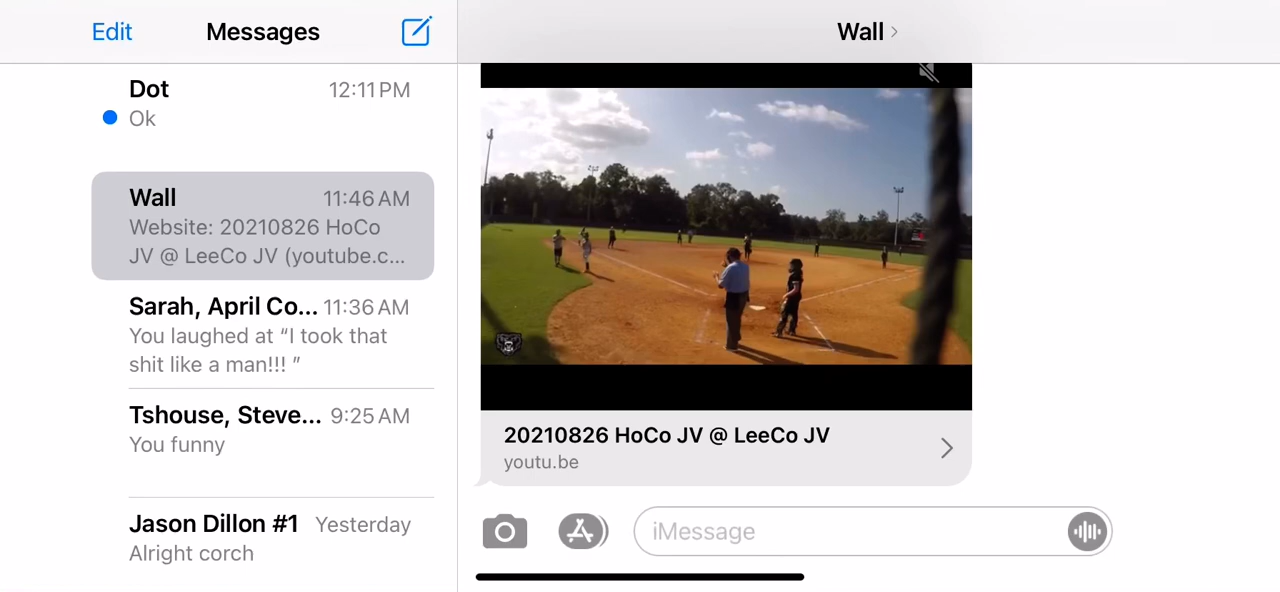 Edit
Messages
Dot
12:11 PM
Ok
Wall
11:46 AM
Website: 20210826 HoCo
JV @ LeeCo JV (youtube.c...
Sarah, April Co...
11:36 AM
You laughed at “I took that
shit like a man!!! ”
Tshouse, Steve...
9:25 AM
You funny
Jason Dillon #1
Yesterday
Alright corch
Wall
20210826 HoCo JV @ LeeCo JV
youtu.be
iMessage